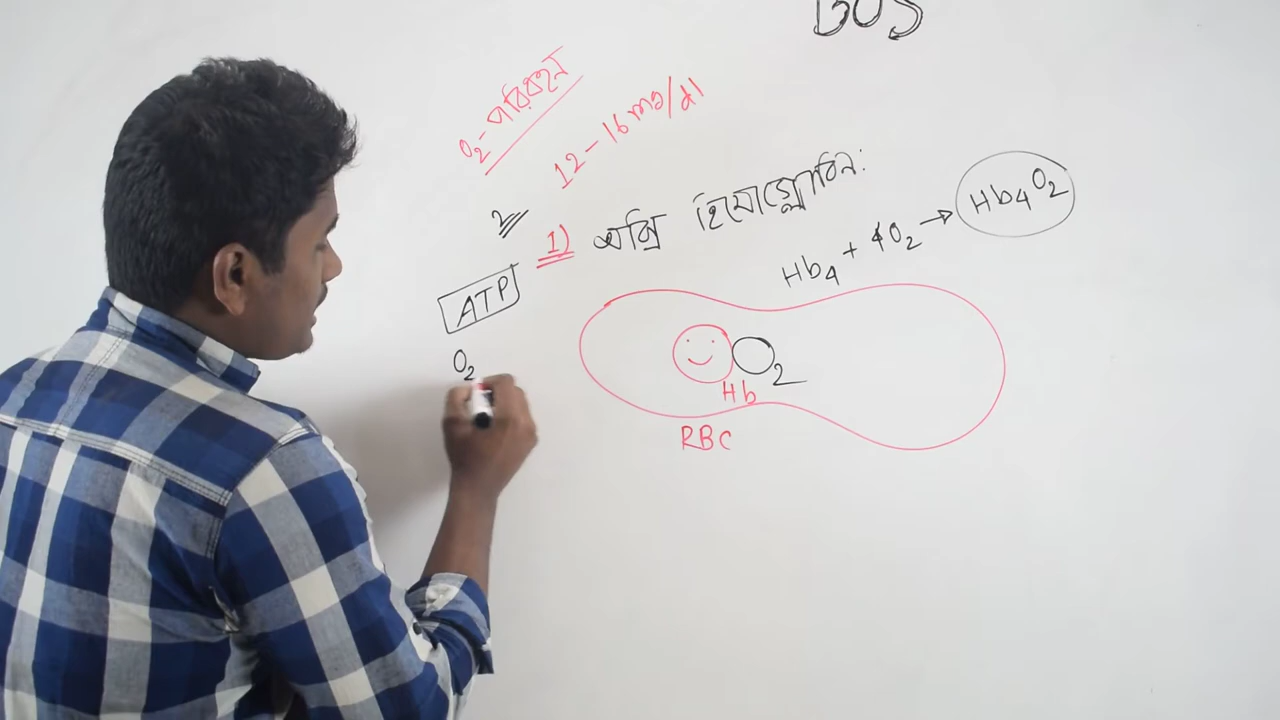 BOS
O2-পরিবহন
12-16 mg/dl
1) অক্সি হিমোগ্লোবিন:
Hb4 + 4O2 → Hb4O2
ATP
O2
O2
Hb
RBC